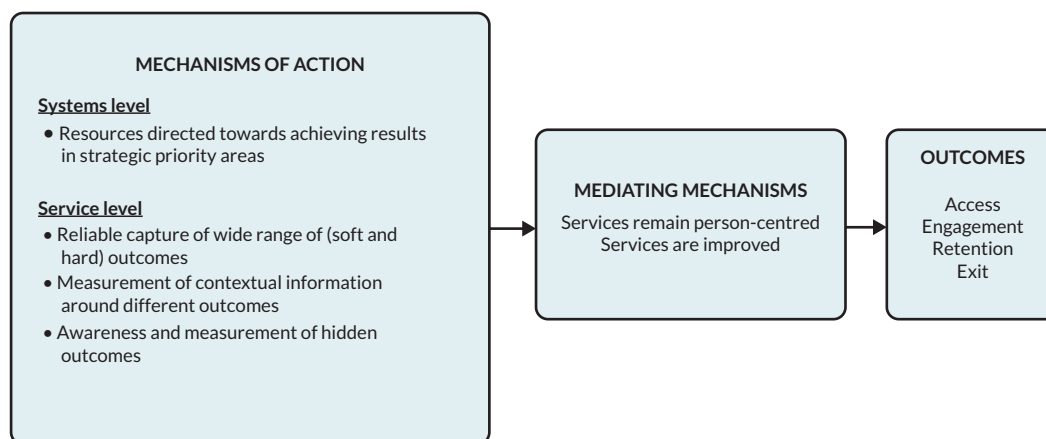 MECHANISMS OF ACTION
Systems level
• Resources directed towards achieving results
in strategic priority areas
Service level
• Reliable capture of wide range of (soft and
hard) outcomes
• Measurement of contextual information
around different outcomes
• Awareness and measurement of hidden
outcomes
MEDIATING MECHANISMS
Services remain person-centred
Services are improved
OUTCOMES
Access
Engagement
Retention
Exit